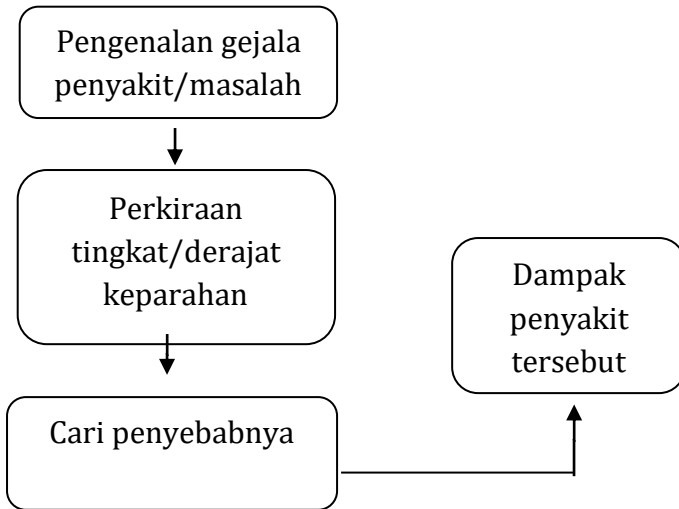 Pengenalan gejala
penyakit/masalah
Perkiraan
tingkat/derajat
keparahan
Cari penyebabnya
Dampak
penyakit
tersebut